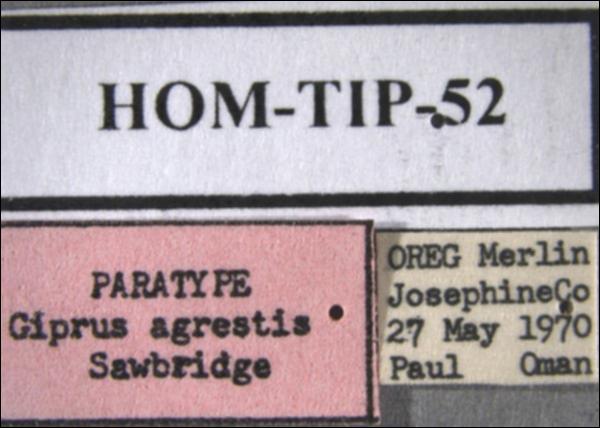 HOM-TIP-52
PARATYPE
Giprus agrestis
Sawbridge
OREG Merlin
JosephineCo
27 May 1970
Paul Oman